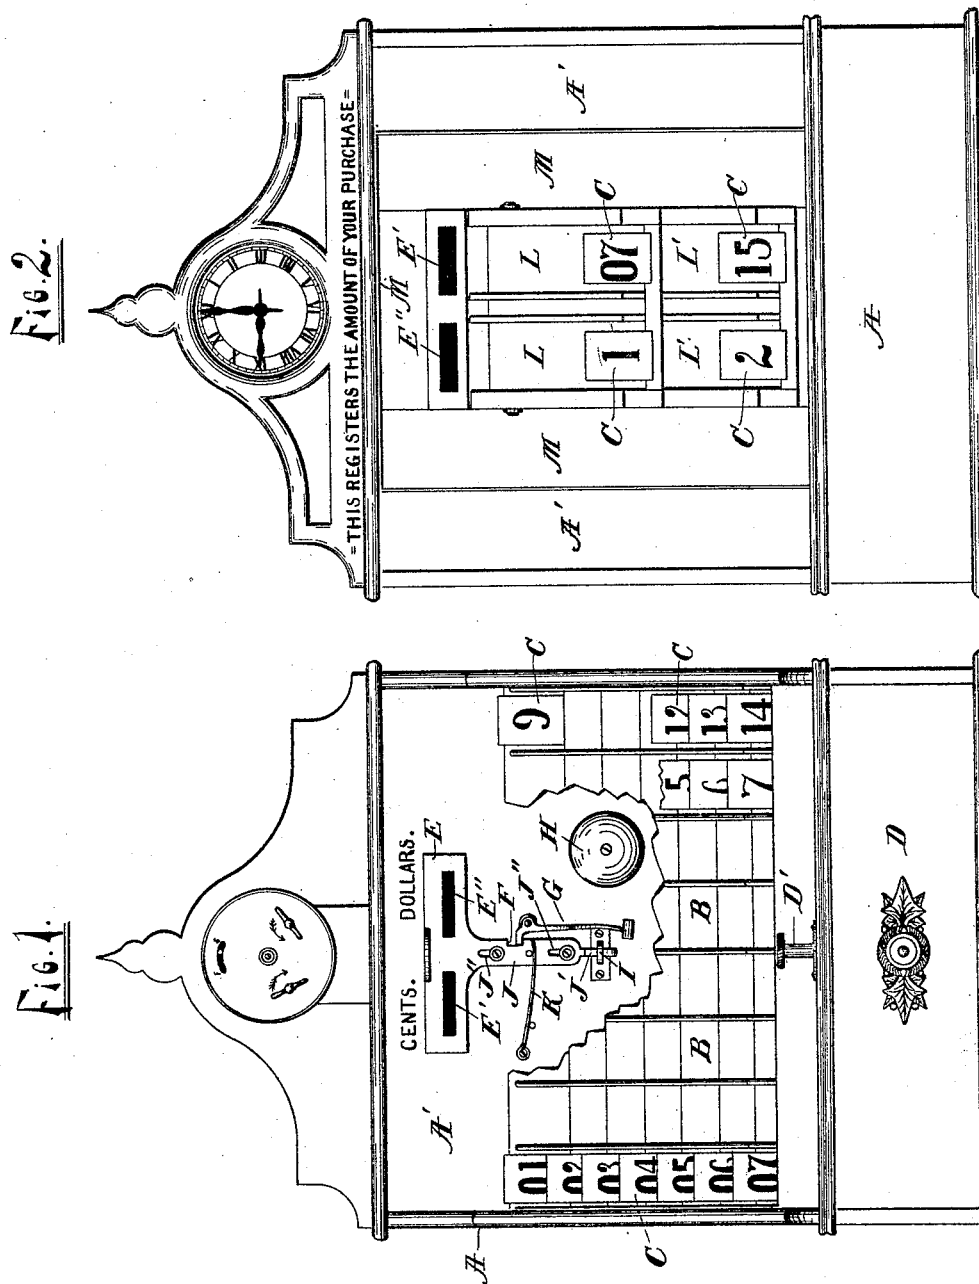 Fig. 1.
CENTS. DOLLARS.
A'
E
E' E''
J'' F
J J'' H
K G
J' I
9 C
01
02
03
04
05
06
07
B B
5 12 C
6 13
7 14
A
C
D'
D
Fig. 2.
XII
=THIS REGISTERS THE AMOUNT OF YOUR PURCHASE=
E'' M E'
A' M M A'
L L
C 1 07 C
L' L'
C 2 15 C
A